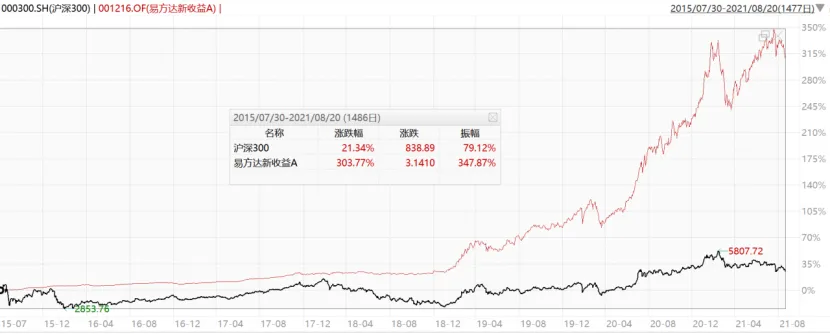 000300.SH(沪深300) | 001216.OF(易方达新收益A) |
2015/07/30-2021/08/20(1477日)▼
350%
315%
280%
245%
210%
175%
140%
105%
70%
35%
0%
2015/07/30-2021/08/20 (1486日)
名称 涨跌幅 涨跌 振幅
沪深300 21.34% 838.89 79.12%
易方达新收益A 303.77% 3.1410 347.87%
5807.72
2853.76
15-07 15-12 16-04 16-08 16-12 17-04 17-08 17-12 18-04 18-08 18-12 19-04 19-08 19-12 20-04 20-08 20-12 21-04 21-08